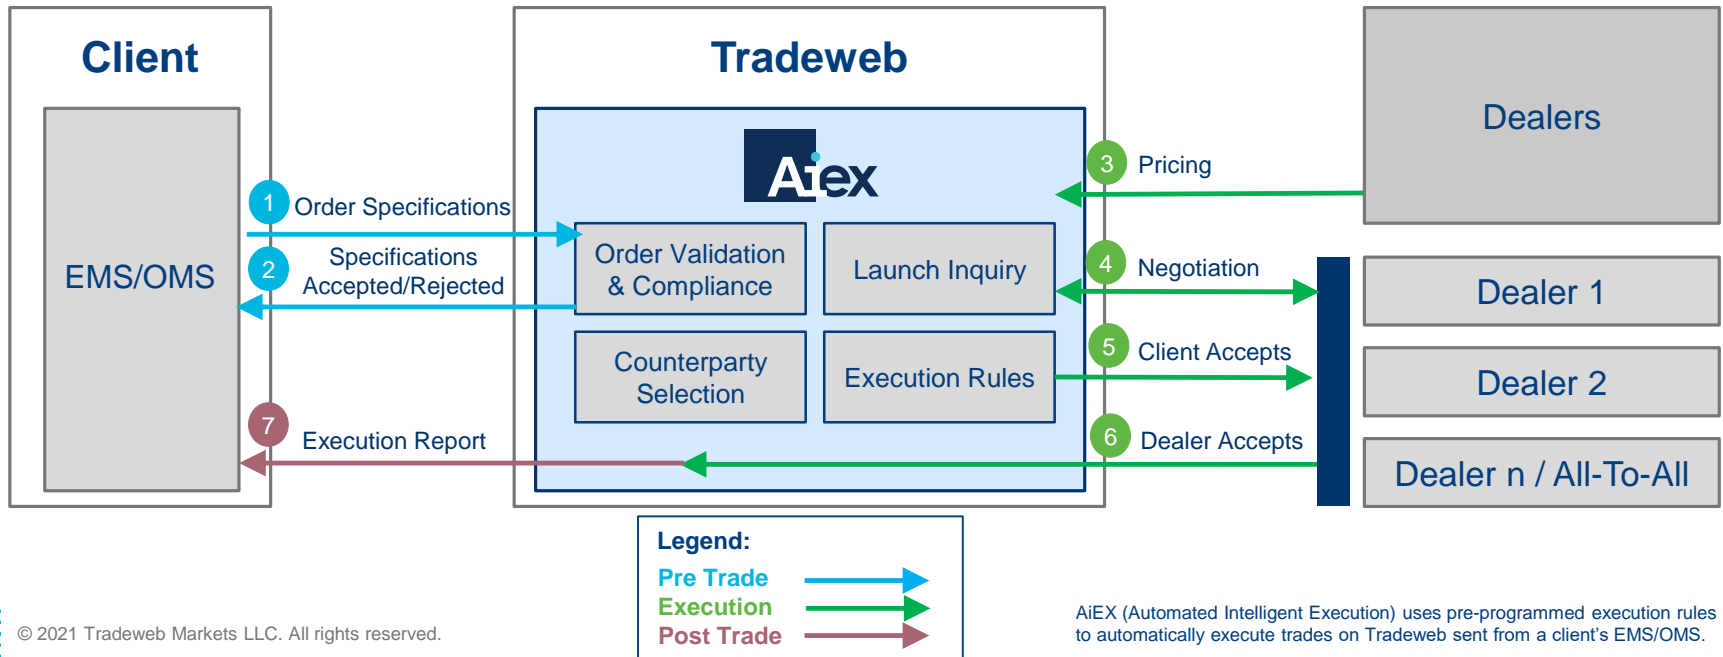 Client
Tradeweb
Dealers
Aiex
3 Pricing
1 Order Specifications
EMS/OMS
2 Specifications
Accepted/Rejected
Order Validation
& Compliance
Launch Inquiry
4 Negotiation
Dealer 1
Counterparty
Selection
Execution Rules
5 Client Accepts
Dealer 2
7 Execution Report
6 Dealer Accepts
Dealer n / All-To-All
Legend:
Pre Trade
Execution
Post Trade
© 2021 Tradeweb Markets LLC. All rights reserved.
AiEX (Automated Intelligent Execution) uses pre-programmed execution rules
to automatically execute trades on Tradeweb sent from a client’s EMS/OMS.